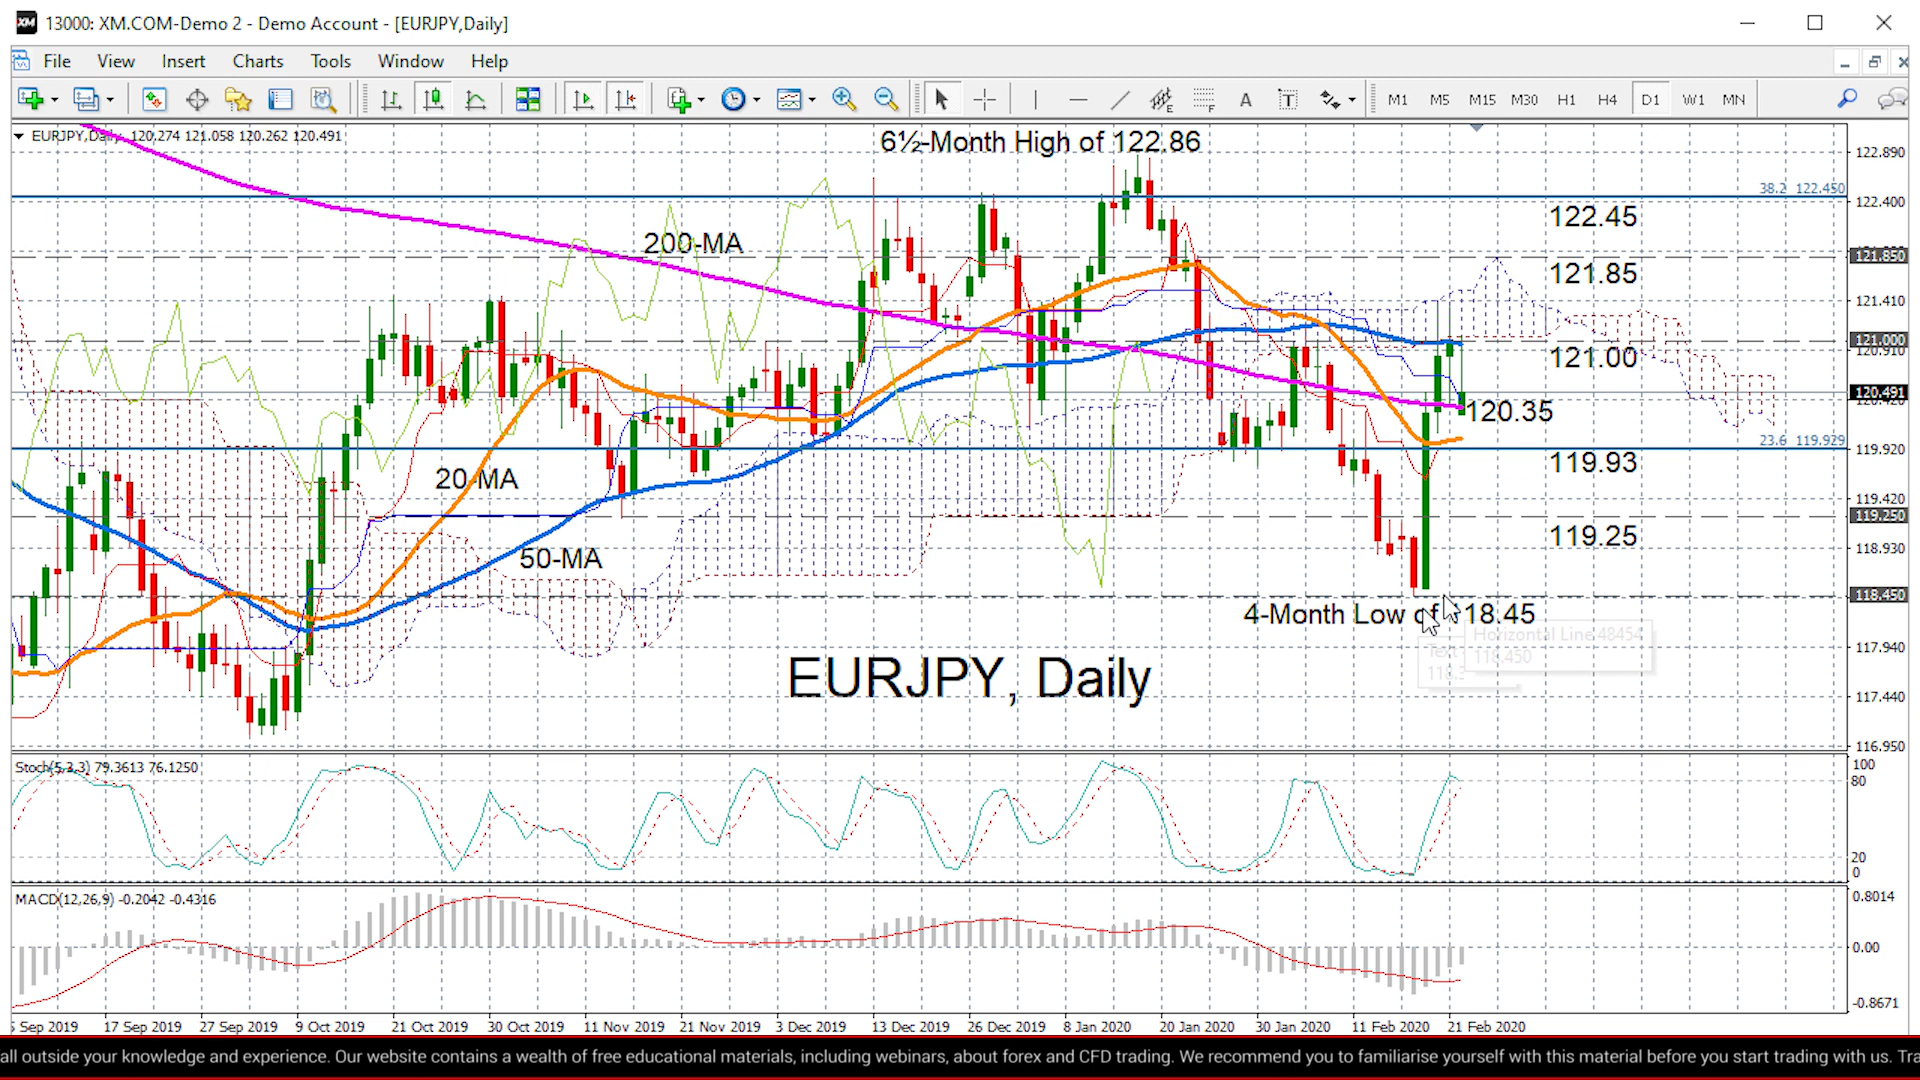 13000: XM.COM-Demo 2 - Demo Account - [EURJPY,Daily]
File View Insert Charts Tools Window Help
M1 M5 M15 M30 H1 H4 D1 W1 MN
EURJPY,Daily 120.274 121.058 120.262 120.491
6½-Month High of 122.86
122.890
38.2 122.450
122.400
122.45
200-MA
121.850
121.85
121.410
121.000
120.910
121.00
120.491
120.35
23.6 119.929
119.920
119.93
20-MA
119.420
119.250
119.25
50-MA
118.930
118.450
4-Month Low of 118.45
Horizontal Line 48454
118.450
Text
117.940
EURJPY, Daily
117.440
116.950
Stoch(5,3,3) 79.3613 76.1250
100
80
20
0
MACD(12,26,9) -0.2042 -0.4316
0.8014
0.00
-0.8671
Sep 2019 17 Sep 2019 27 Sep 2019 9 Oct 2019 21 Oct 2019 30 Oct 2019 11 Nov 2019 21 Nov 2019 3 Dec 2019 13 Dec 2019 26 Dec 2019 8 Jan 2020 20 Jan 2020 30 Jan 2020 11 Feb 2020 21 Feb 2020
all outside your knowledge and experience. Our website contains a wealth of free educational materials, including webinars, about forex and CFD trading. We recommend you to familiarise yourself with this material before you start trading with us. Tra